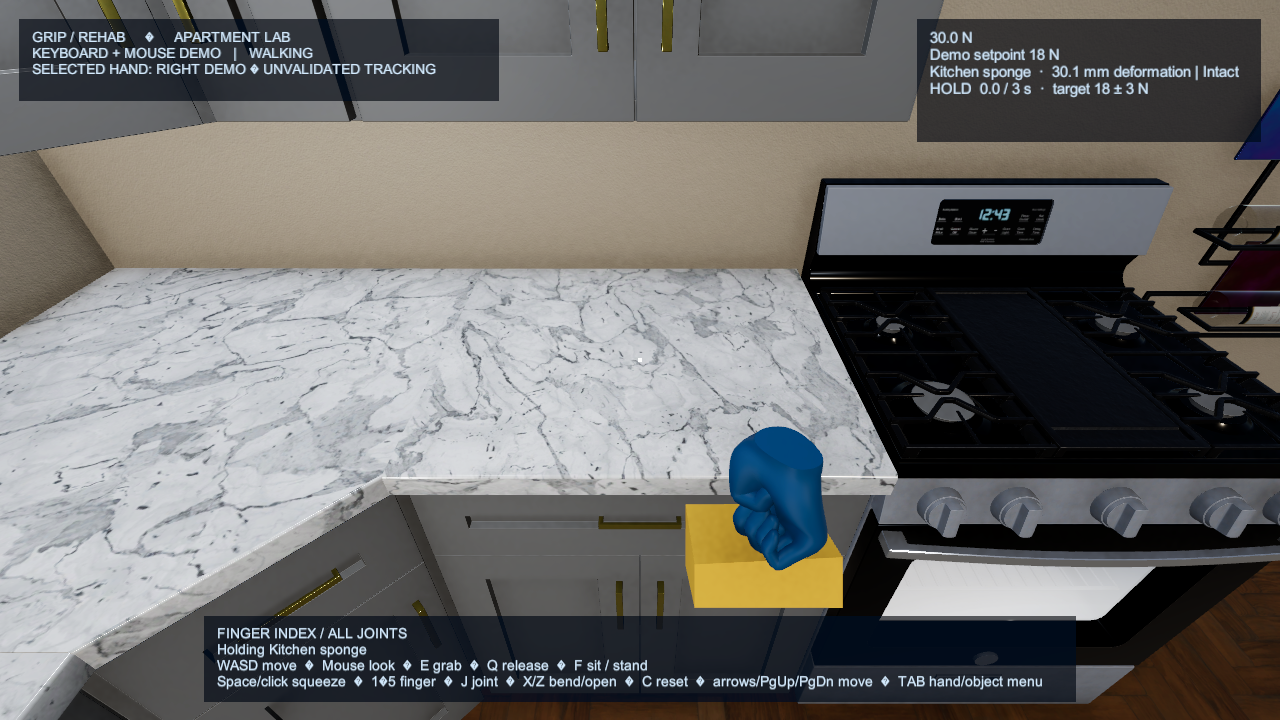 GRIP / REHAB � APARTMENT LAB
KEYBOARD + MOUSE DEMO | WALKING
SELECTED HAND: RIGHT DEMO � UNVALIDATED TRACKING
30.0 N
Demo setpoint 18 N
Kitchen sponge · 30.1 mm deformation | Intact
HOLD 0.0 / 3 s · target 18 ± 3 N
12:43
FINGER INDEX / ALL JOINTS
Holding Kitchen sponge
WASD move � Mouse look � E grab � Q release � F sit / stand
Space/click squeeze � 1�5 finger � J joint � X/Z bend/open � C reset � arrows/PgUp/PgDn move � TAB hand/object menu